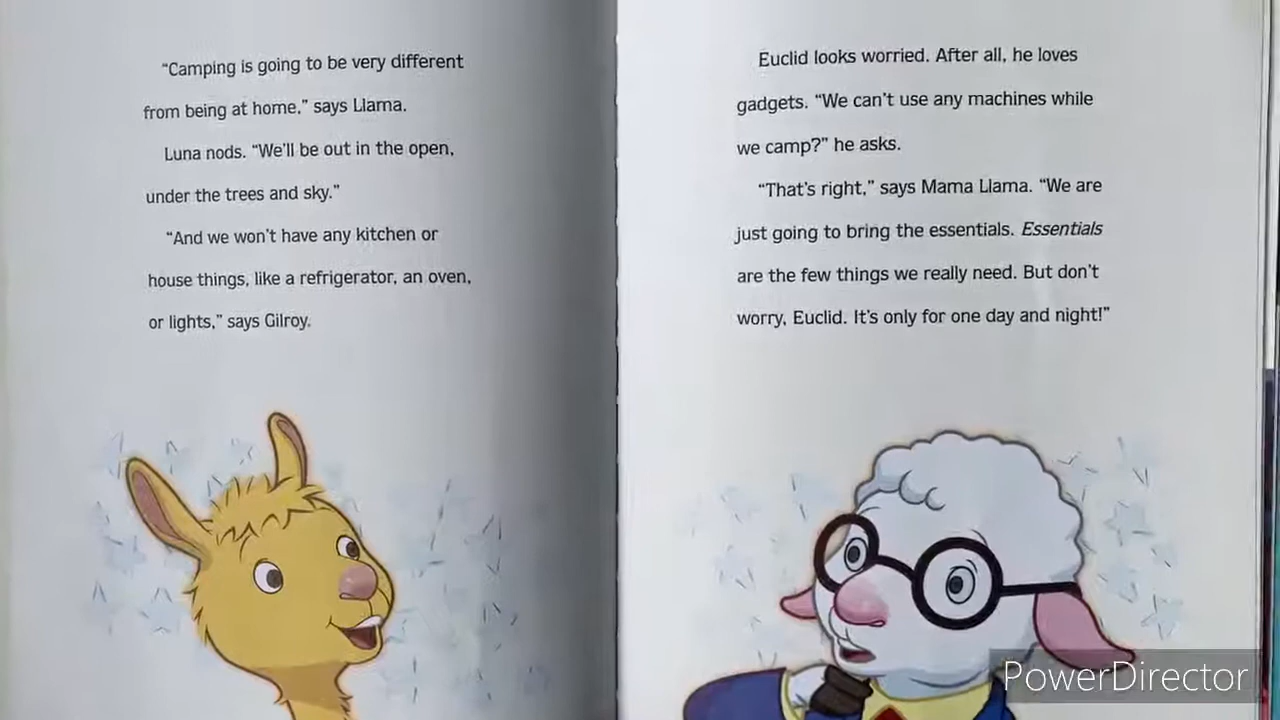 “Camping is going to be very different
from being at home,” says Llama.
Luna nods. “We’ll be out in the open,
under the trees and sky.”
“And we won’t have any kitchen or
house things, like a refrigerator, an oven,
or lights,” says Gilroy.
Euclid looks worried. After all, he loves
gadgets. “We can’t use any machines while
we camp?” he asks.
“That’s right,” says Mama Llama. “We are
just going to bring the essentials. Essentials
are the few things we really need. But don’t
worry, Euclid. It’s only for one day and night!”
PowerDirector